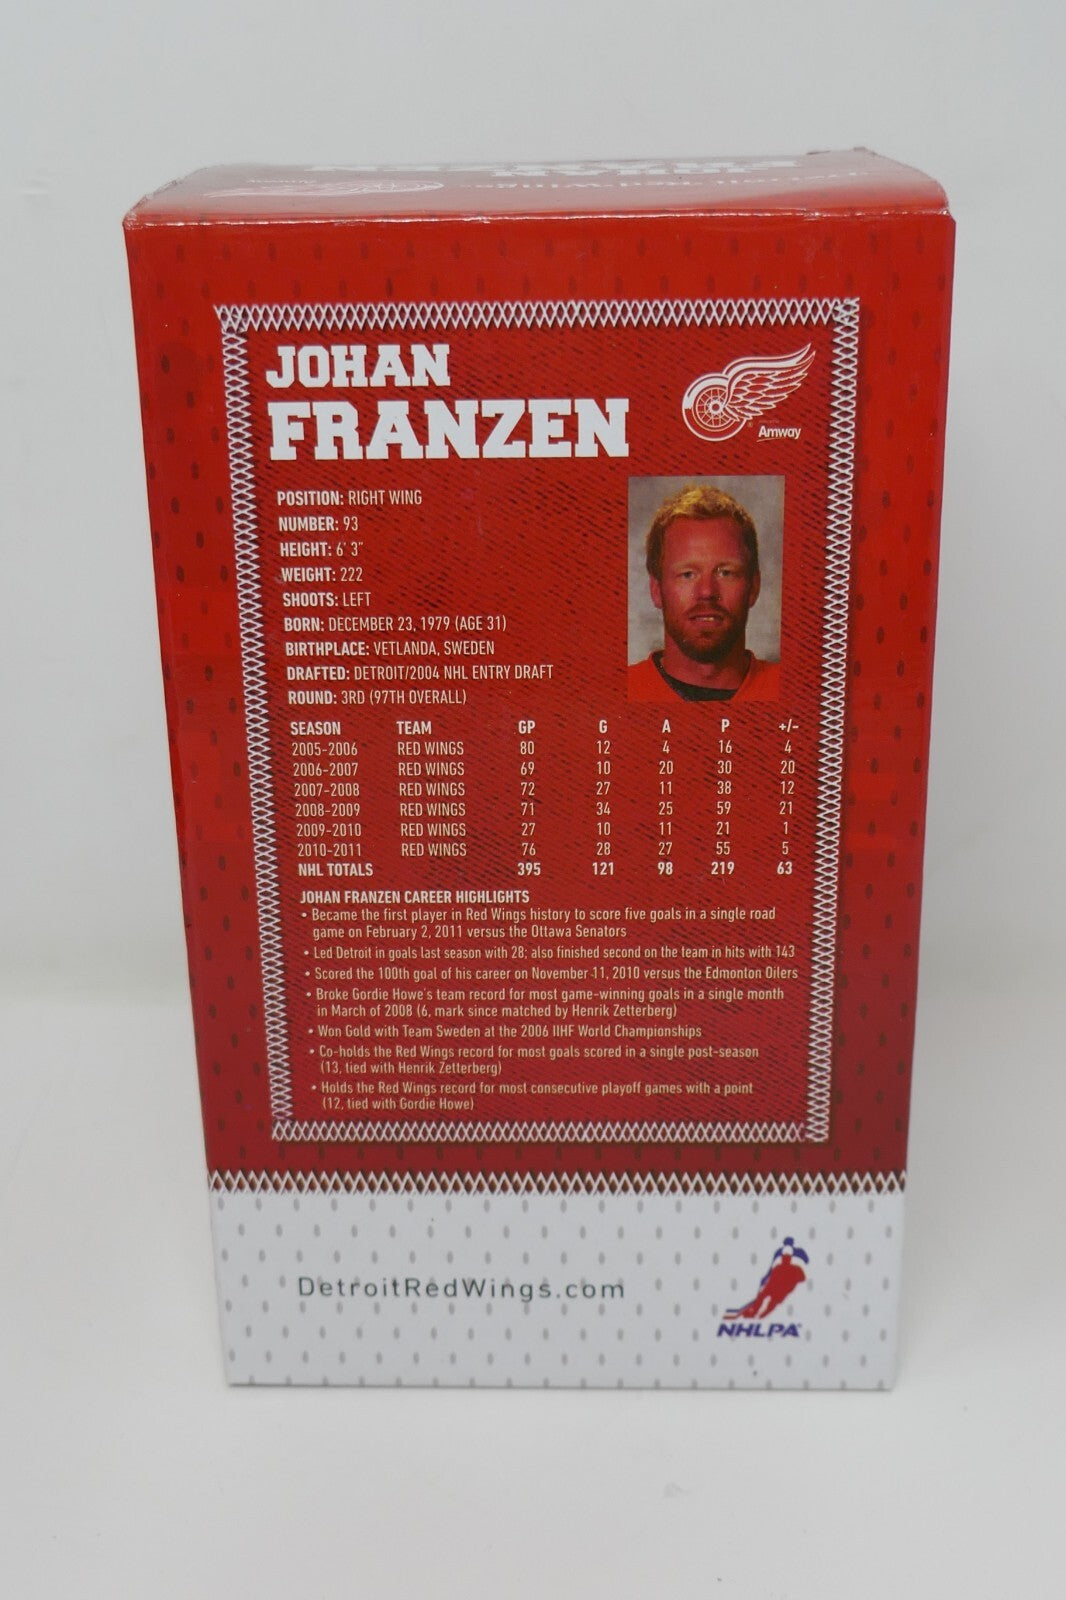 JOHAN
FRANZEN
Amway
POSITION: RIGHT WING
NUMBER: 93
HEIGHT: 6' 3"
WEIGHT: 222
SHOOTS: LEFT
BORN: DECEMBER 23, 1979 (AGE 31)
BIRTHPLACE: VETLANDA, SWEDEN
DRAFTED: DETROIT/2004 NHL ENTRY DRAFT
ROUND: 3RD (97TH OVERALL)
SEASON TEAM GP G A P +/-
2005-2006 RED WINGS 80 12 4 16 4
2006-2007 RED WINGS 69 10 20 30 20
2007-2008 RED WINGS 72 27 11 38 12
2008-2009 RED WINGS 71 34 25 59 21
2009-2010 RED WINGS 27 10 11 21 1
2010-2011 RED WINGS 76 28 27 55 5
NHL TOTALS 395 121 98 219 63
JOHAN FRANZEN CAREER HIGHLIGHTS
• Became the first player in Red Wings history to score five goals in a single road
game on February 2, 2011 versus the Ottawa Senators
• Led Detroit in goals last season with 28; also finished second on the team in hits with 143
• Scored the 100th goal of his career on November 11, 2010 versus the Edmonton Oilers
• Broke Gordie Howe's team record for most game-winning goals in a single month
in March of 2008 (6, mark since matched by Henrik Zetterberg)
• Won Gold with Team Sweden at the 2006 IIHF World Championships
• Co-holds the Red Wings record for most goals scored in a single post-season
(13, tied with Henrik Zetterberg)
• Holds the Red Wings record for most consecutive playoff games with a point
(12, tied with Gordie Howe)
DetroitRedWings.com
NHLPA